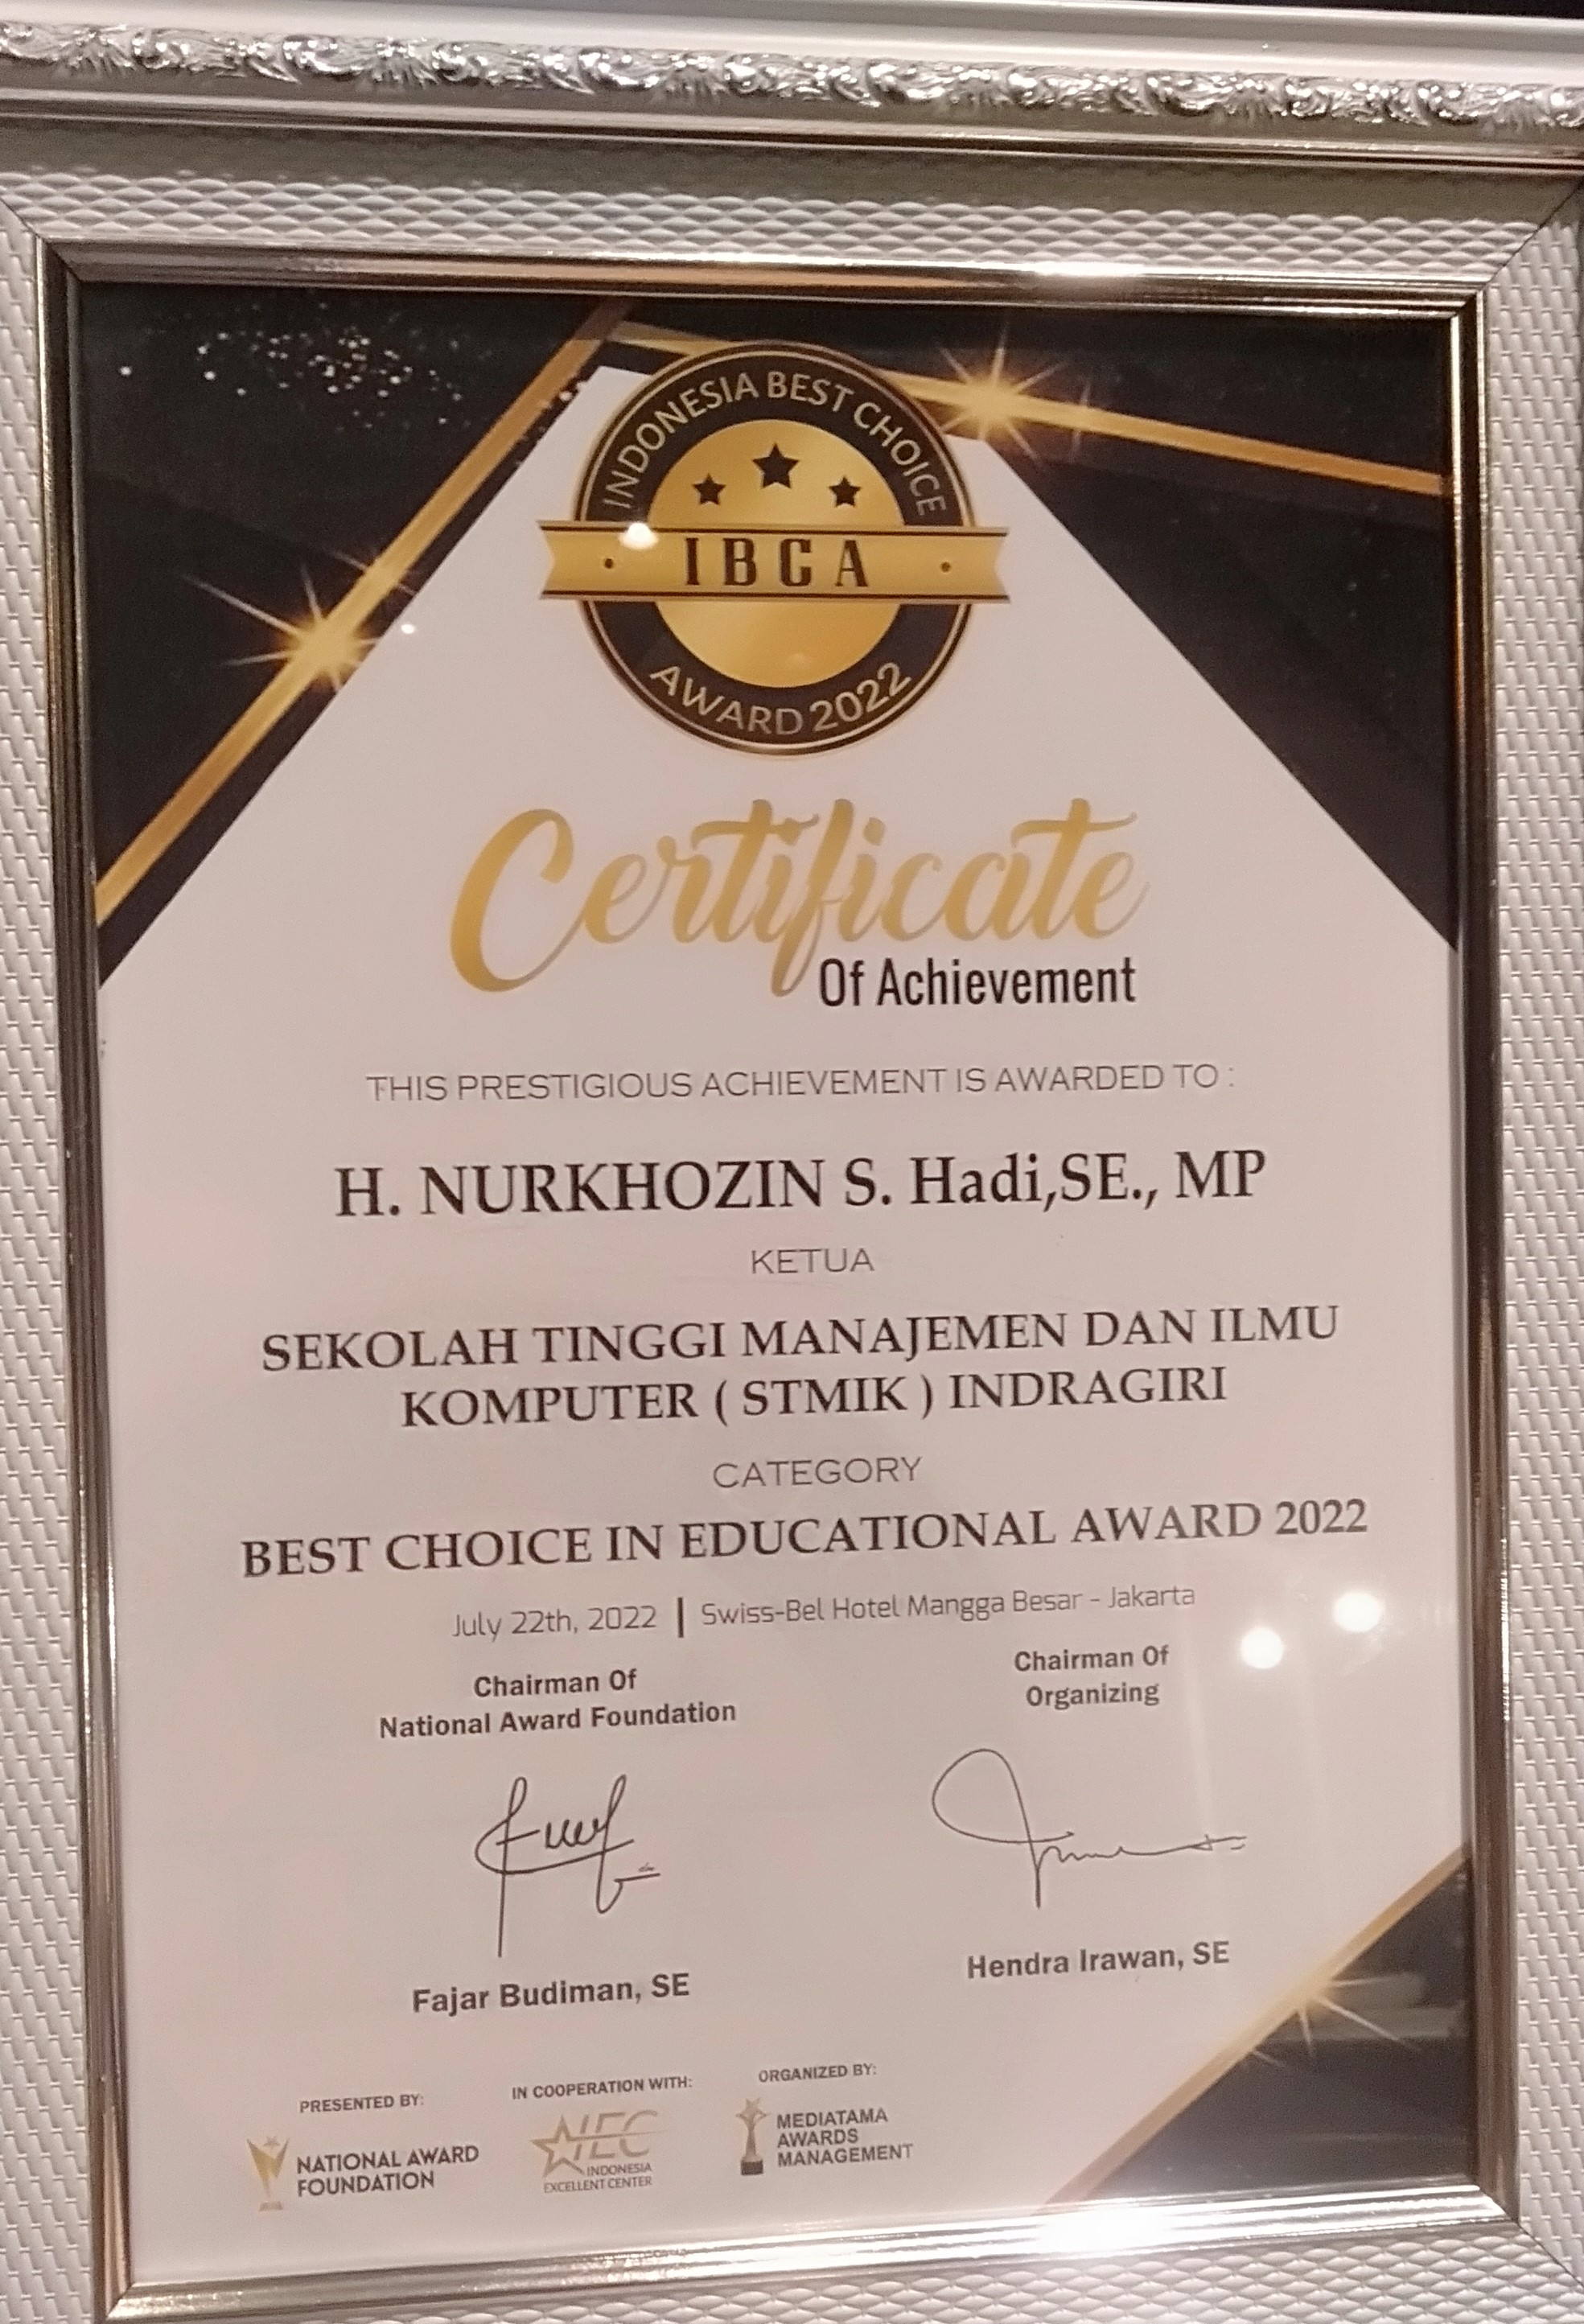 INDONESIA BEST CHOICE
IBCA
AWARD 2022
Certificate
Of Achievement
THIS PRESTIGIOUS ACHIEVEMENT IS AWARDED TO :
H. NURKHOZIN S. Hadi,SE., MP
KETUA
SEKOLAH TINGGI MANAJEMEN DAN ILMU
KOMPUTER ( STMIK ) INDRAGIRI
CATEGORY
BEST CHOICE IN EDUCATIONAL AWARD 2022
July 22th, 2022 | Swiss-Bel Hotel Mangga Besar - Jakarta
Chairman Of
National Award Foundation
Fajar Budiman, SE
Chairman Of
Organizing
Hendra Irawan, SE
PRESENTED BY:
NATIONAL AWARD
FOUNDATION
IN COOPERATION WITH:
IEC
INDONESIA
EXCELLENT CENTER
ORGANIZED BY:
MEDIATAMA
AWARDS
MANAGEMENT